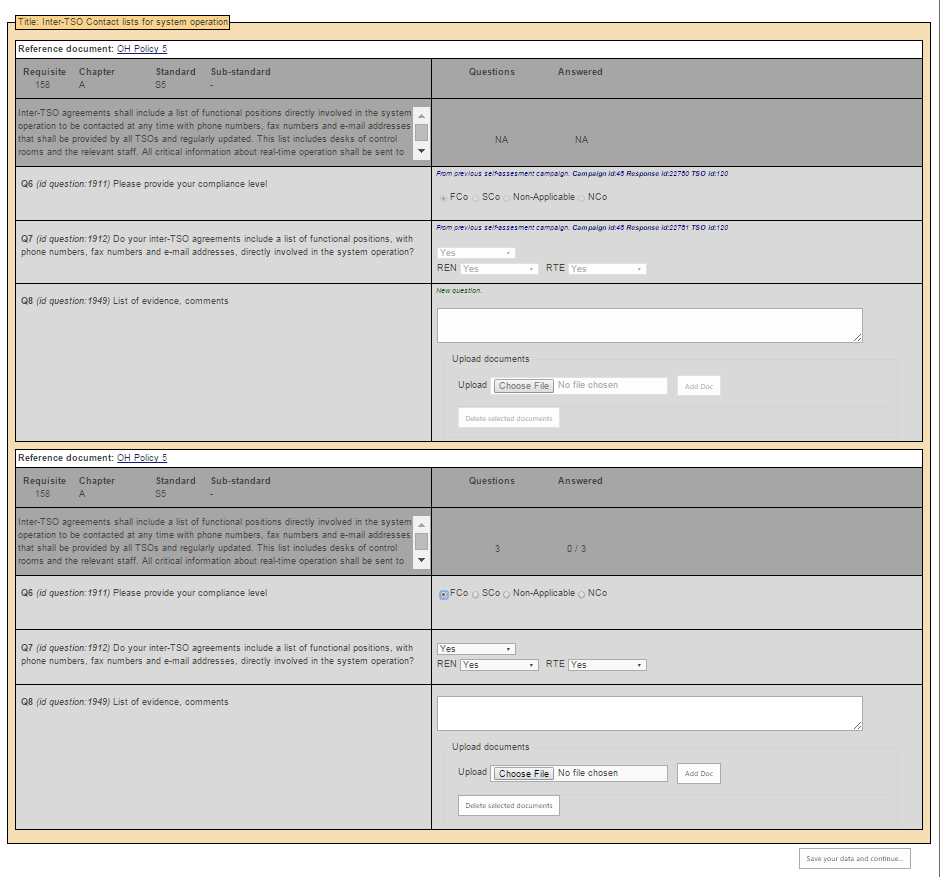 Title: Inter-TSO Contact lists for system operation
Reference document: OH Policy 5
Requisite Chapter Standard Sub-standard Questions Answered
158 A S5 -
Inter-TSO agreements shall include a list of functional positions directly involved in the system
operation to be contacted at any time with phone numbers, fax numbers and e-mail addresses
that shall be provided by all TSOs and regularly updated. This list includes desks of control
rooms and the relevant staff. All critical information about real-time operation shall be sent to
NA NA
Q6 (id question:1911) Please provide your compliance level
From previous self-assesment campaign. Campaign id:46 Response id:22780 TSO id:120
FCo SCo Non-Applicable NCo
Q7 (id question:1912) Do your inter-TSO agreements include a list of functional positions, with
phone numbers, fax numbers and e-mail addresses, directly involved in the system operation?
From previous self-assesment campaign. Campaign id:46 Response id:22781 TSO id:120
Yes
REN Yes RTE Yes
Q8 (id question:1949) List of evidence, comments
New question.
Upload documents
Upload Choose File No file chosen Add Doc
Delete selected documents
Reference document: OH Policy 5
Requisite Chapter Standard Sub-standard Questions Answered
158 A S5 -
Inter-TSO agreements shall include a list of functional positions directly involved in the system
operation to be contacted at any time with phone numbers, fax numbers and e-mail addresses
that shall be provided by all TSOs and regularly updated. This list includes desks of control
rooms and the relevant staff. All critical information about real-time operation shall be sent to
3 0 / 3
Q6 (id question:1911) Please provide your compliance level
FCo SCo Non-Applicable NCo
Q7 (id question:1912) Do your inter-TSO agreements include a list of functional positions, with
phone numbers, fax numbers and e-mail addresses, directly involved in the system operation?
Yes
REN Yes RTE Yes
Q8 (id question:1949) List of evidence, comments
Upload documents
Upload Choose File No file chosen Add Doc
Delete selected documents
Save your data and continue...